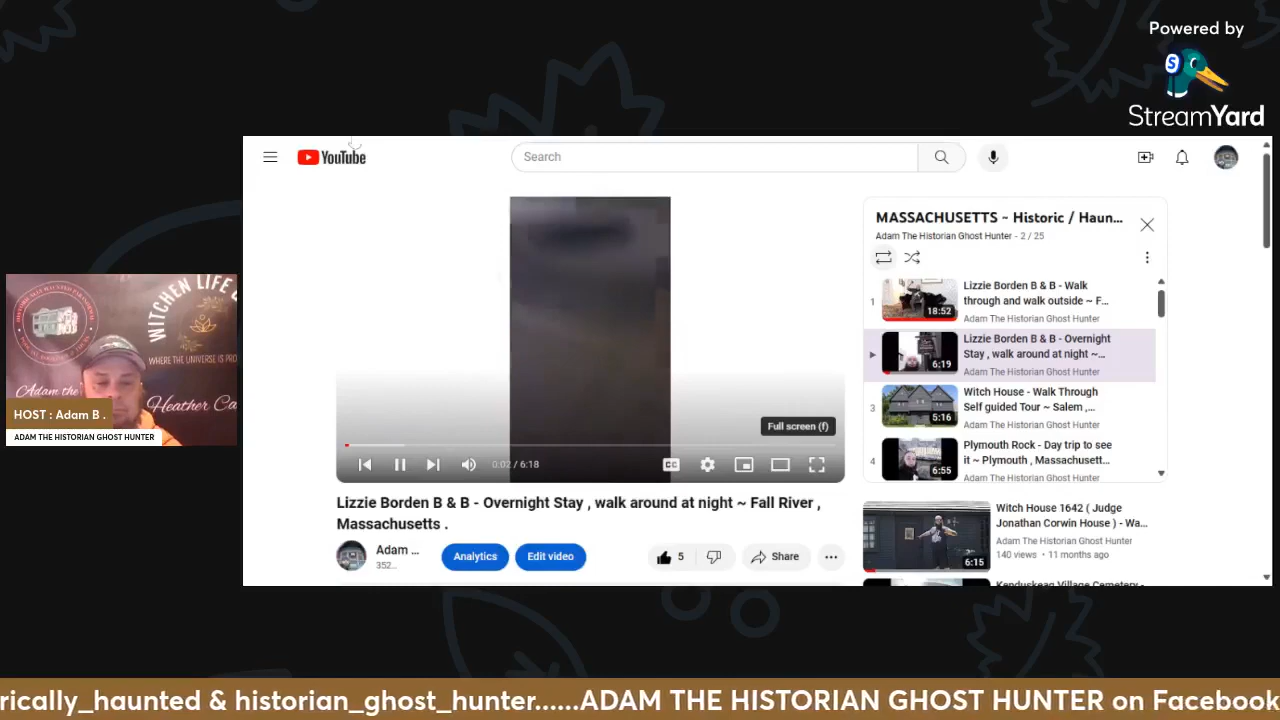 Powered by
StreamYard
YouTube
Search
Lizzie Borden B & B - Overnight Stay , walk around at night ~ Fall River ,
Massachusetts .
Full screen (f)
0:02 / 6:18
CC
Adam ...
352...
Analytics
Edit video
5
Share
MASSACHUSETTS ~ Historic / Haun...
Adam The Historian Ghost Hunter - 2 / 25
1
18:52
Lizzie Borden B & B - Walk
through and walk outside ~ F...
Adam The Historian Ghost Hunter
6:19
Lizzie Borden B & B - Overnight
Stay , walk around at night ~...
Adam The Historian Ghost Hunter
3
5:16
Witch House - Walk Through
Self guided Tour ~ Salem ,...
Adam The Historian Ghost Hunter
4
6:55
Plymouth Rock - Day trip to see
it ~ Plymouth , Massachusett...
Adam The Historian Ghost Hunter
6:15
Witch House 1642 ( Judge
Jonathan Corwin House ) - Wa...
Adam The Historian Ghost Hunter
140 views • 11 months ago
Kenduskeag Village Cemetery -
WITCHEN LIFE
WHERE THE UNIVERSE IS PRO
Adam the
Heather Ca
HOST : Adam B .
ADAM THE HISTORIAN GHOST HUNTER
rically_haunted & historian_ghost_hunter......ADAM THE HISTORIAN GHOST HUNTER on Facebook